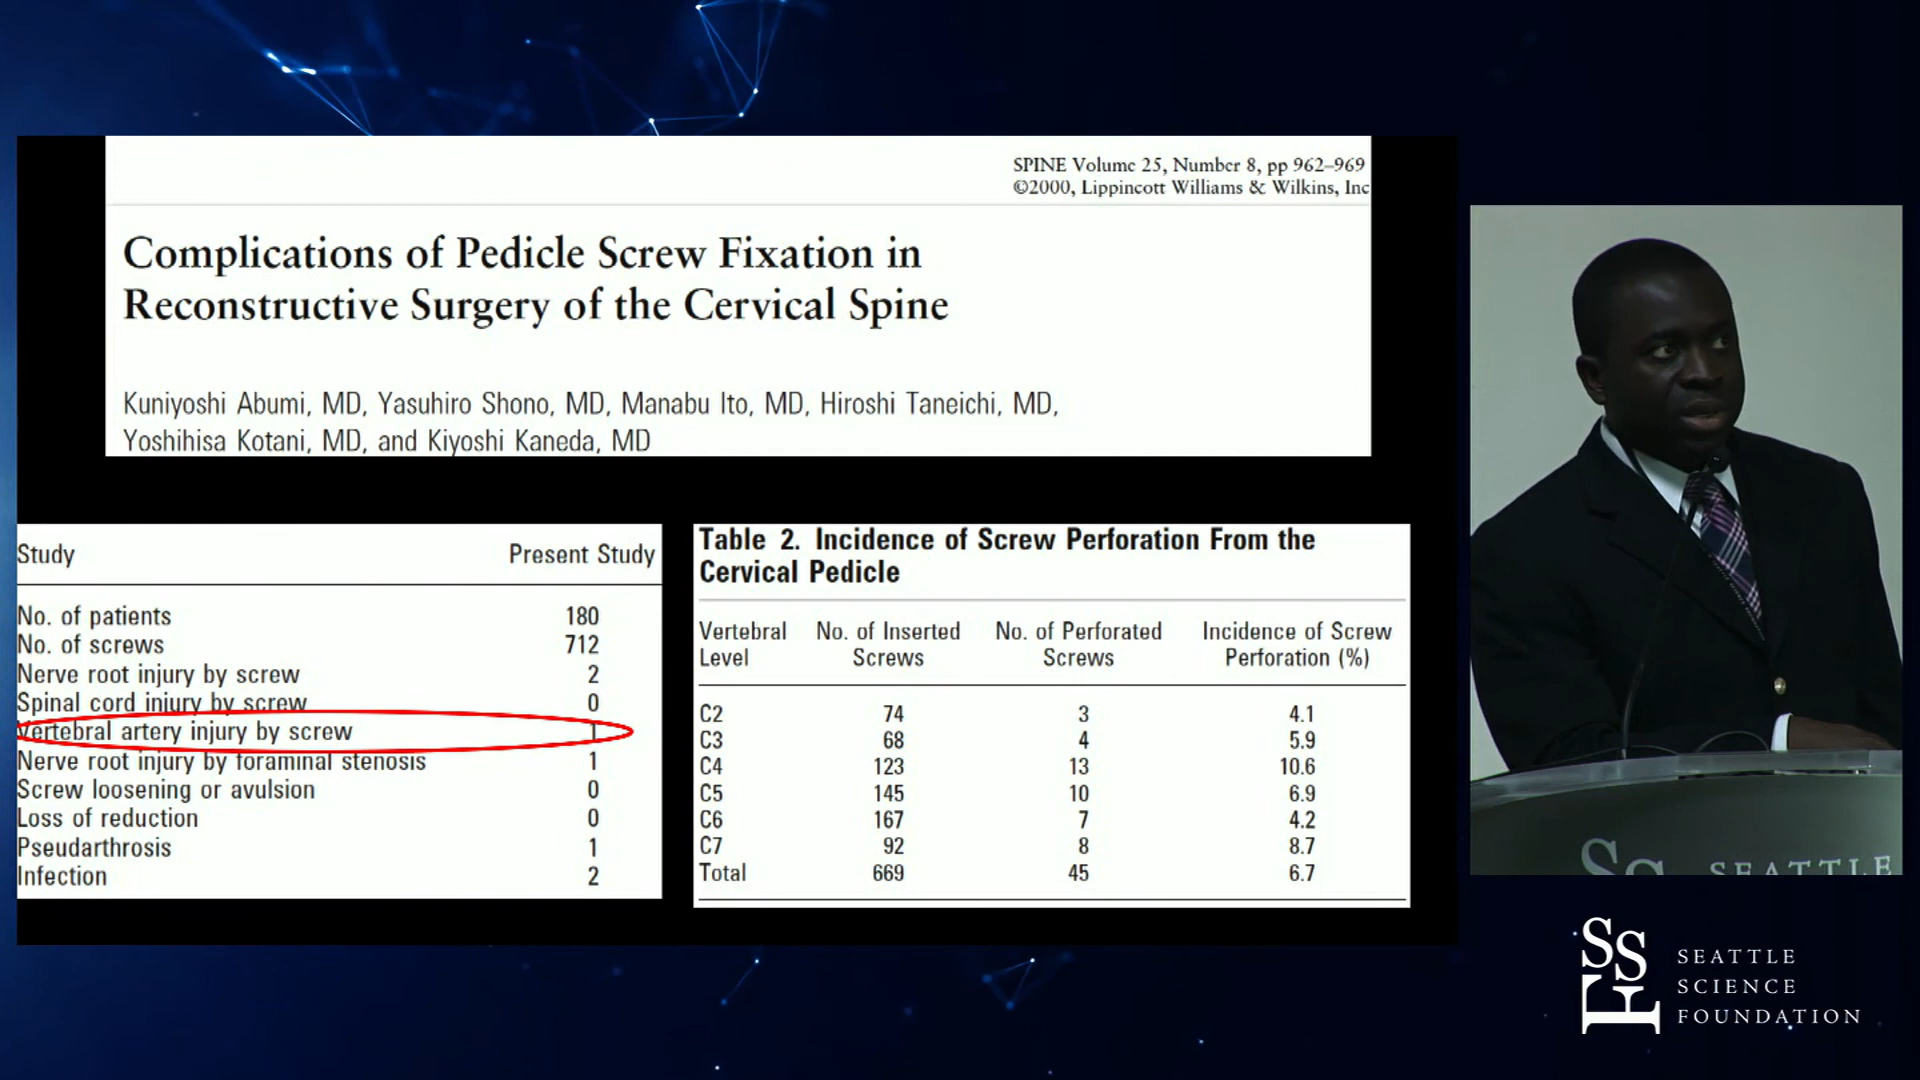 SPINE Volume 25, Number 8, pp 962–969
©2000, Lippincott Williams & Wilkins, Inc
Complications of Pedicle Screw Fixation in
Reconstructive Surgery of the Cervical Spine
Kuniyoshi Abumi, MD, Yasuhiro Shono, MD, Manabu Ito, MD, Hiroshi Taneichi, MD,
Yoshihisa Kotani, MD, and Kiyoshi Kaneda, MD
Study Present Study
No. of patients 180
No. of screws 712
Nerve root injury by screw 2
Spinal cord injury by screw 0
Vertebral artery injury by screw 1
Nerve root injury by foraminal stenosis 1
Screw loosening or avulsion 0
Loss of reduction 0
Pseudarthrosis 1
Infection 2
Table 2. Incidence of Screw Perforation From the
Cervical Pedicle
Vertebral No. of Inserted No. of Perforated Incidence of Screw
Level Screws Screws Perforation (%)
C2 74 3 4.1
C3 68 4 5.9
C4 123 13 10.6
C5 145 10 6.9
C6 167 7 4.2
C7 92 8 8.7
Total 669 45 6.7
SEATTLE
SSF
SEATTLE
SCIENCE
FOUNDATION